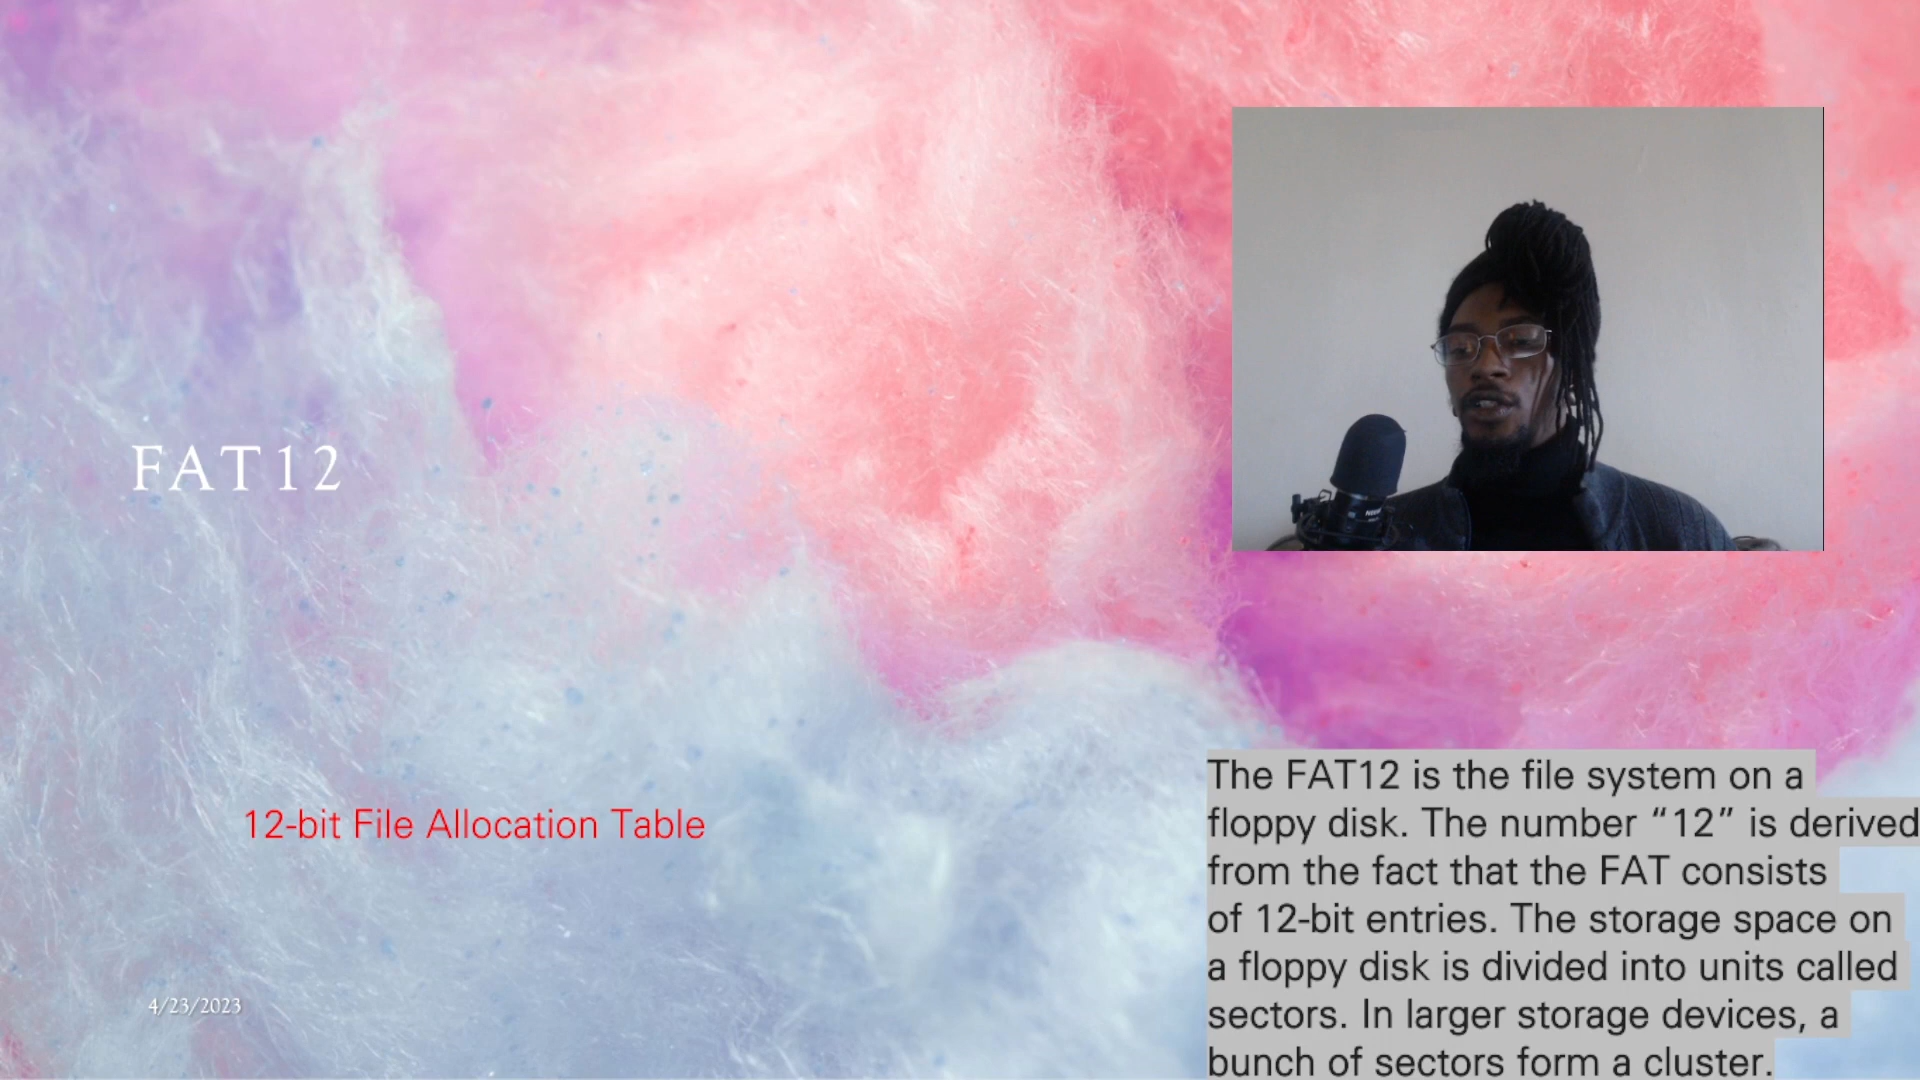 FAT12
12-bit File Allocation Table
4/23/2023
The FAT12 is the file system on a
floppy disk. The number “12” is derived
from the fact that the FAT consists
of 12-bit entries. The storage space on
a floppy disk is divided into units called
sectors. In larger storage devices, a
bunch of sectors form a cluster.